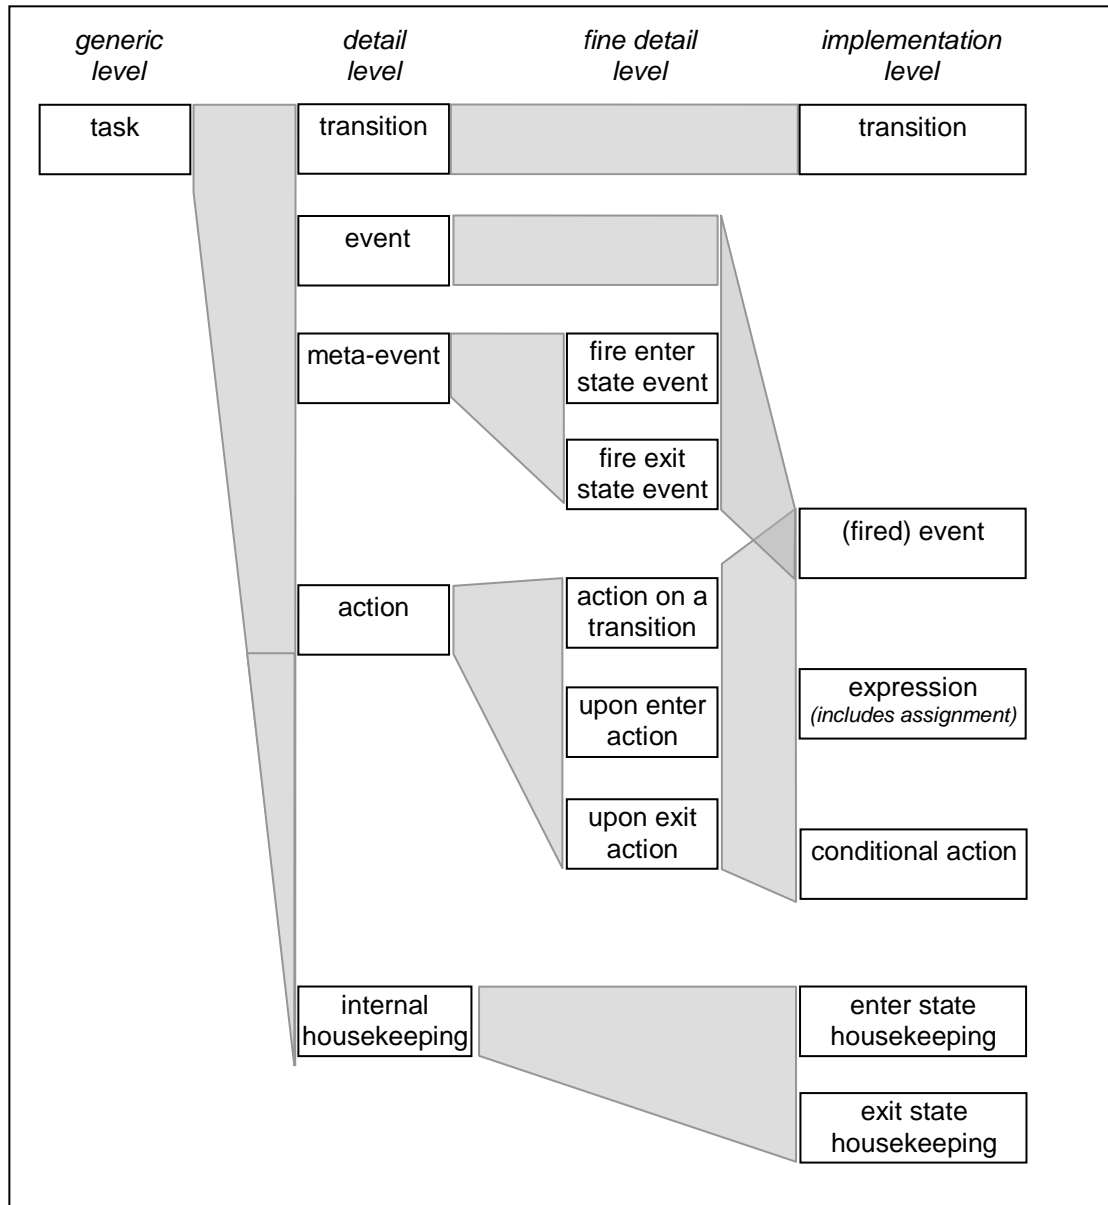 generic
level
detail
level
fine detail
level
implementation
level
task
transition
transition
event
meta-event
fire enter
state event
fire exit
state event
(fired) event
action
action on a
transition
upon enter
action
expression
(includes assignment)
upon exit
action
conditional action
internal
housekeeping
enter state
housekeeping
exit state
housekeeping